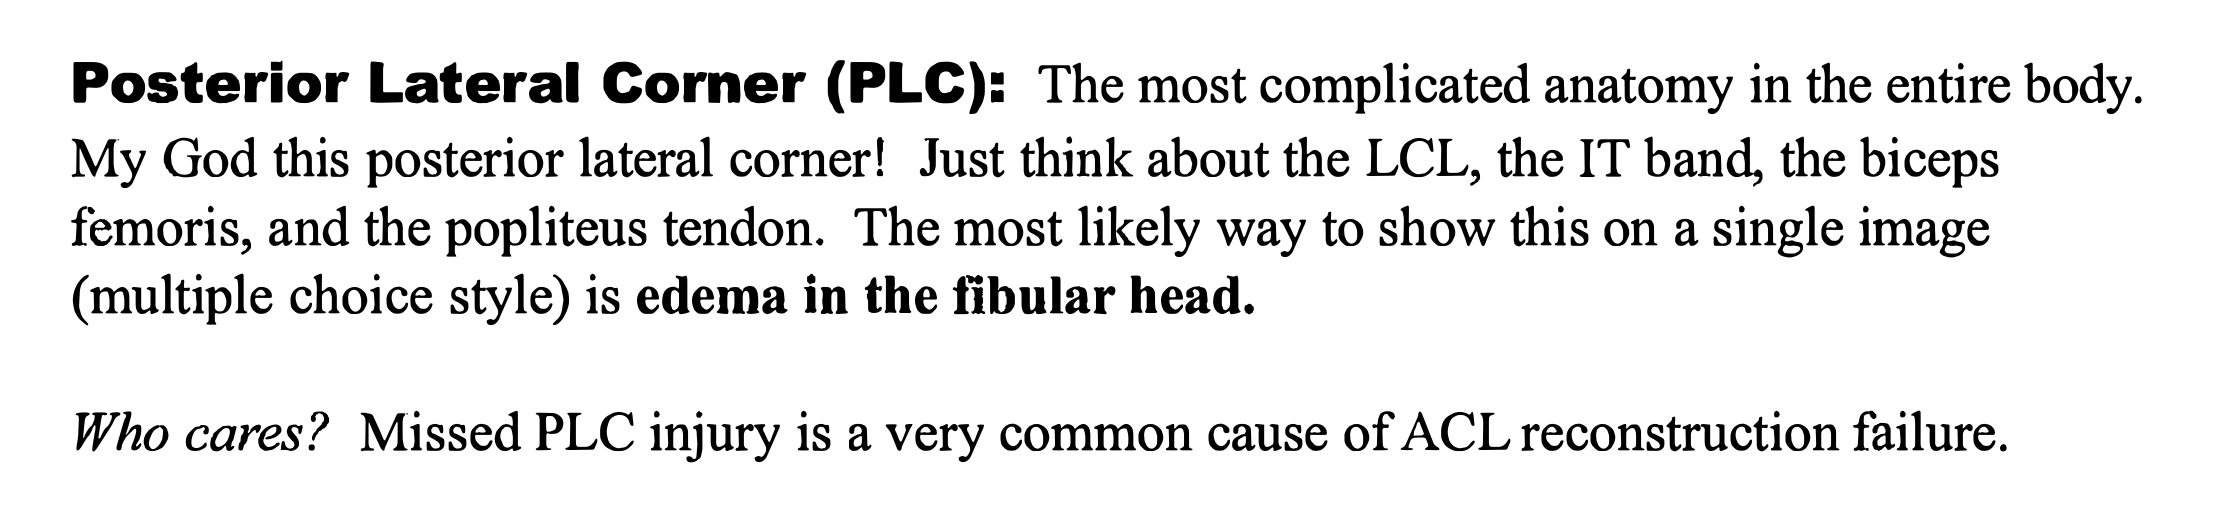 Posterior Lateral Corner (PLC): The most complicated anatomy in the entire body.
My God this posterior lateral corner! Just think about the LCL, the IT band, the biceps
femoris, and the popliteus tendon. The most likely way to show this on a single image
(multiple choice style) is edema in the fibular head.
Who cares? Missed PLC injury is a very common cause of ACL reconstruction failure.